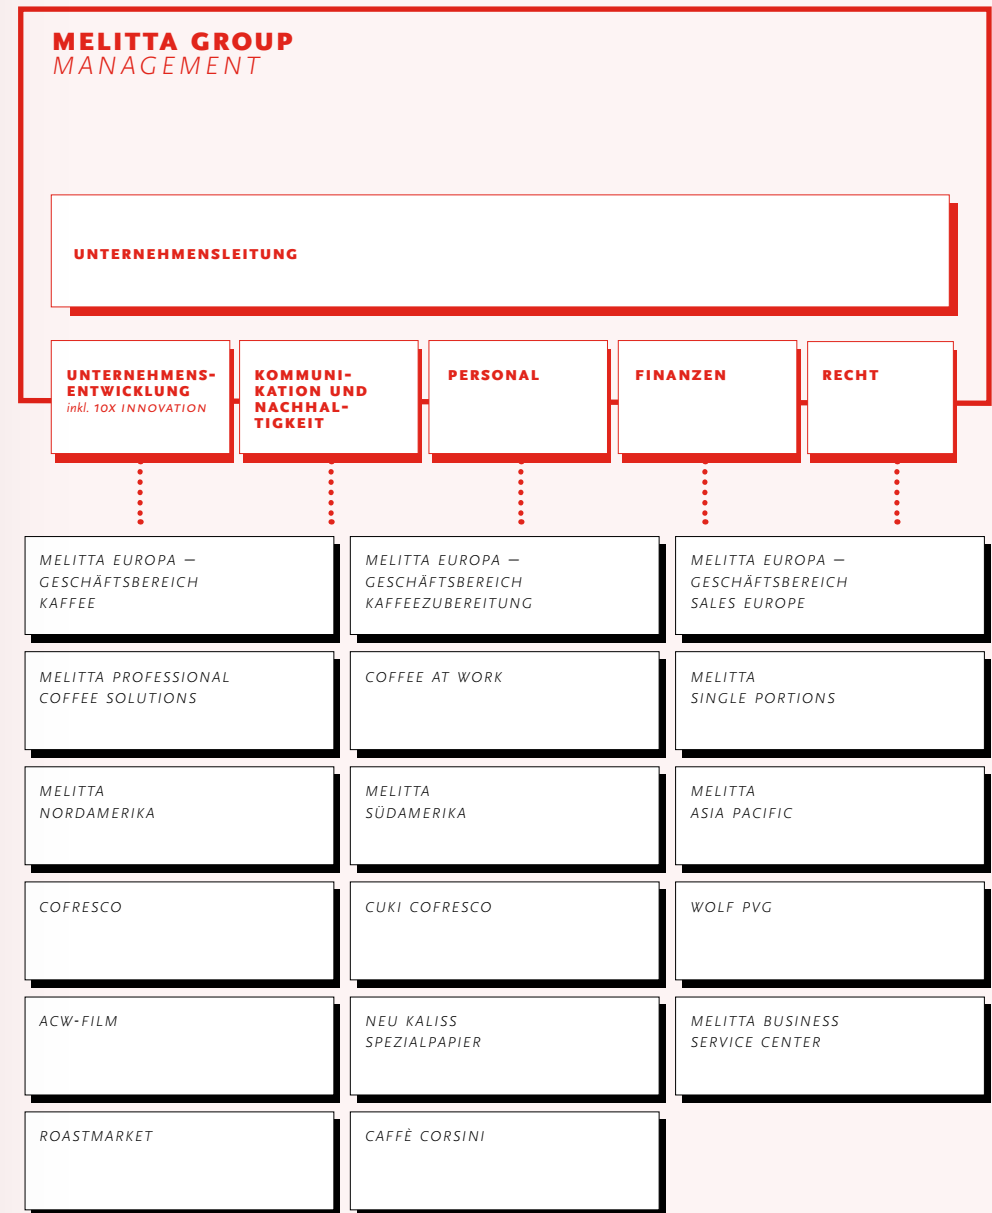 MELITTA GROUP
MANAGEMENT
UNTERNEHMENSLEITUNG
UNTERNEHMENS-
ENTWICKLUNG
inkl. 10X INNOVATION
KOMMUNI-
KATION UND
NACHHAL-
TIGKEIT
PERSONAL
FINANZEN
RECHT
MELITTA EUROPA –
GESCHÄFTSBEREICH
KAFFEE
MELITTA EUROPA –
GESCHÄFTSBEREICH
KAFFEEZUBEREITUNG
MELITTA EUROPA –
GESCHÄFTSBEREICH
SALES EUROPE
MELITTA PROFESSIONAL
COFFEE SOLUTIONS
COFFEE AT WORK
MELITTA
SINGLE PORTIONS
MELITTA
NORDAMERIKA
MELITTA
SÜDAMERIKA
MELITTA
ASIA PACIFIC
COFRESCO
CUKI COFRESCO
WOLF PVG
ACW-FILM
NEU KALISS
SPEZIALPAPIER
MELITTA BUSINESS
SERVICE CENTER
ROASTMARKET
CAFFÈ CORSINI